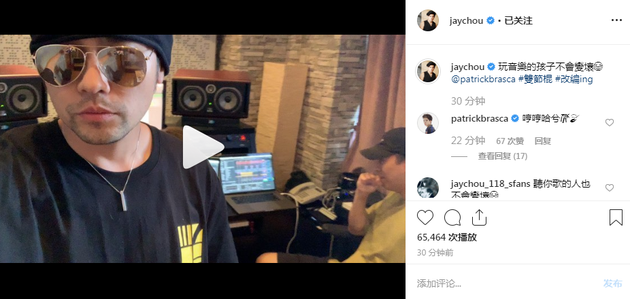 jaychou • 已关注
jaychou 玩音樂的孩子不會變壞
@patrickbrasca #雙節棍 #改編ing
30 分钟
patrickbrasca 哼哼哈兮
22 分钟 67 次赞 回复
查看回复 (17)
jaychou_118_sfans 聽你歌的人也
不會變壞
65,464 次播放
30 分钟前
添加评论...
发布